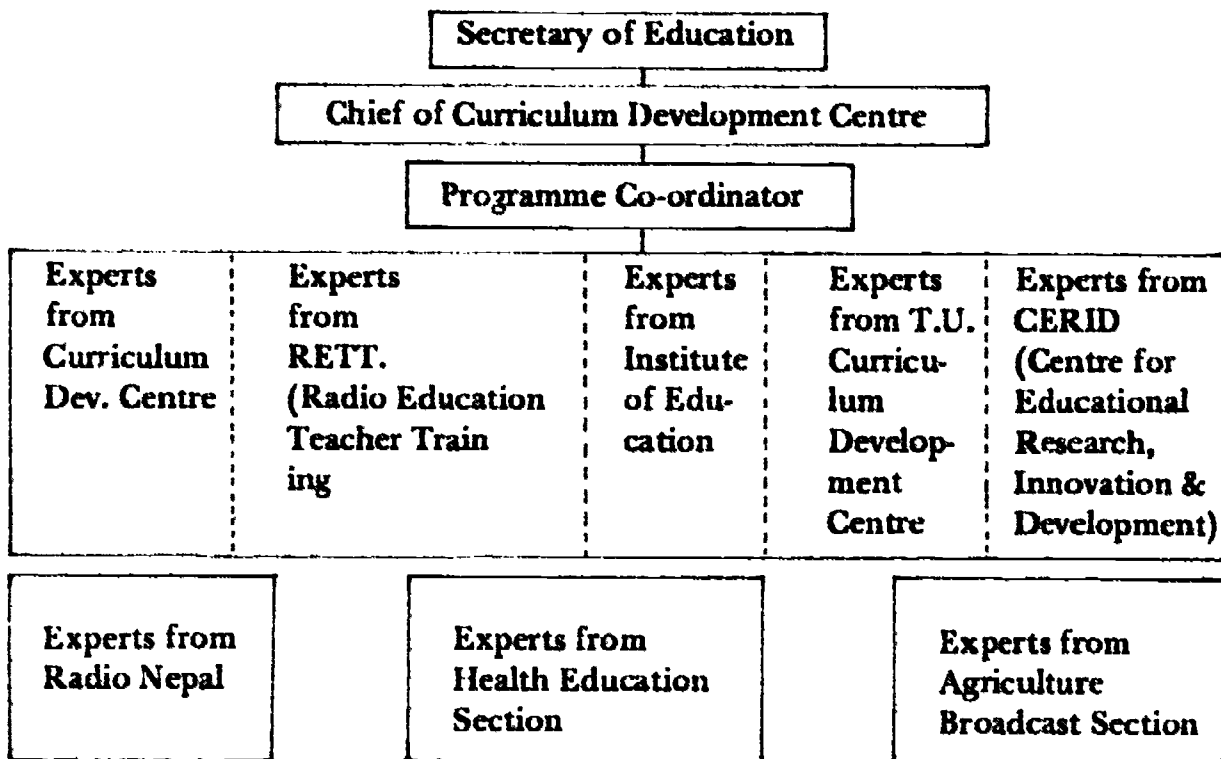 Secretary of Education
Chief of Curriculum Development Centre
Programme Co-ordinator
Experts
from
Curriculum
Dev. Centre
Experts
from
RETT.
(Radio Education
Teacher Train
ing
Experts
from
Institute
of Edu-
cation
Experts
from T.U.
Curricu-
lum
Develop-
ment
Centre
Experts from
CERID
(Centre for
Educational
Research,
Innovation &
Development)
Experts from
Radio Nepal
Experts from
Health Education
Section
Experts from
Agriculture
Broadcast Section